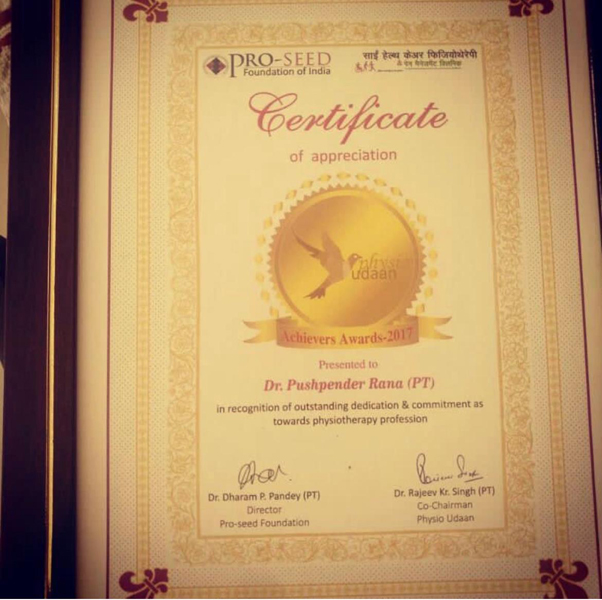 PRO-SEED
Foundation of India
साई हेल्थ केअर फिजियोथेरेपी
Certificate
of appreciation
physio
udaan
Achievers Awards-2017
Presented to
Dr. Pushpender Rana (PT)
in recognition of outstanding dedication & commitment as
towards physiotherapy profession
Dr. Dharam P. Pandey (PT)
Director
Pro-seed Foundation
Dr. Rajeev Kr. Singh (PT)
Co-Chairman
Physio Udaan